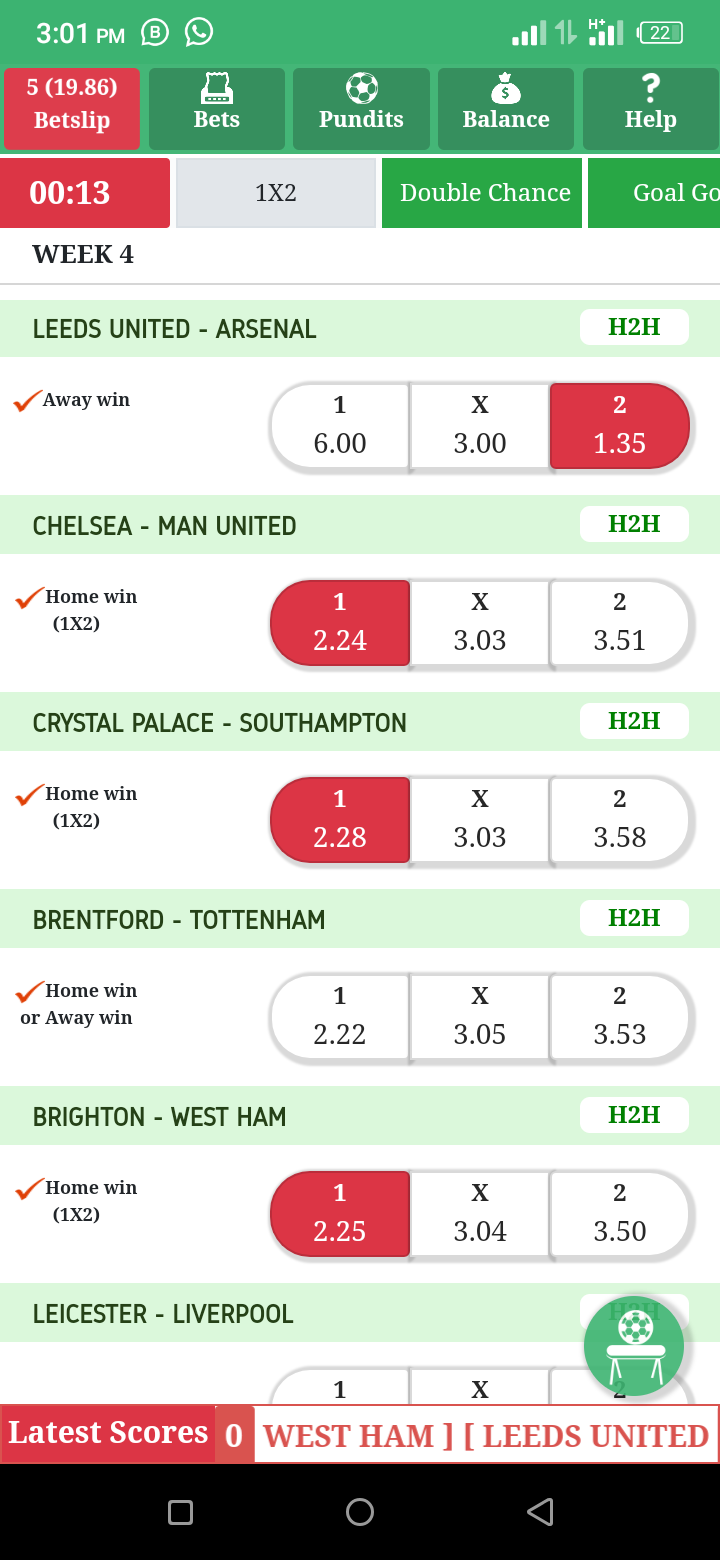 3:01 PM
H+
22
5 (19.86)
Betslip
Bets
Pundits
Balance
Help
00:13
1X2
Double Chance
Goal Go
WEEK 4
LEEDS UNITED - ARSENAL
H2H
Away win
1 X 2
6.00 3.00 1.35
CHELSEA - MAN UNITED
H2H
Home win
(1X2)
1 X 2
2.24 3.03 3.51
CRYSTAL PALACE - SOUTHAMPTON
H2H
Home win
(1X2)
1 X 2
2.28 3.03 3.58
BRENTFORD - TOTTENHAM
H2H
Home win
or Away win
1 X 2
2.22 3.05 3.53
BRIGHTON - WEST HAM
H2H
Home win
(1X2)
1 X 2
2.25 3.04 3.50
LEICESTER - LIVERPOOL
H2H
1 X 2
Latest Scores 0 WEST HAM ] [ LEEDS UNITED